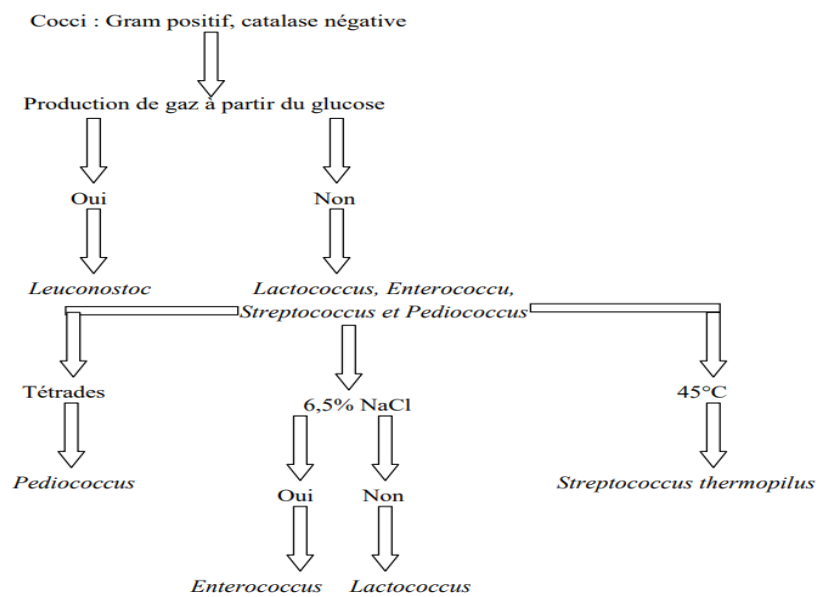 Cocci : Gram positif, catalase négative
Production de gaz à partir du glucose
Oui
Non
Leuconostoc
Lactococcus, Enterococcu,
Streptococcus et Pediococcus
Tétrades
6,5% NaCl
45°C
Pediococcus
Oui
Non
Streptococcus thermopilus
Enterococcus
Lactococcus